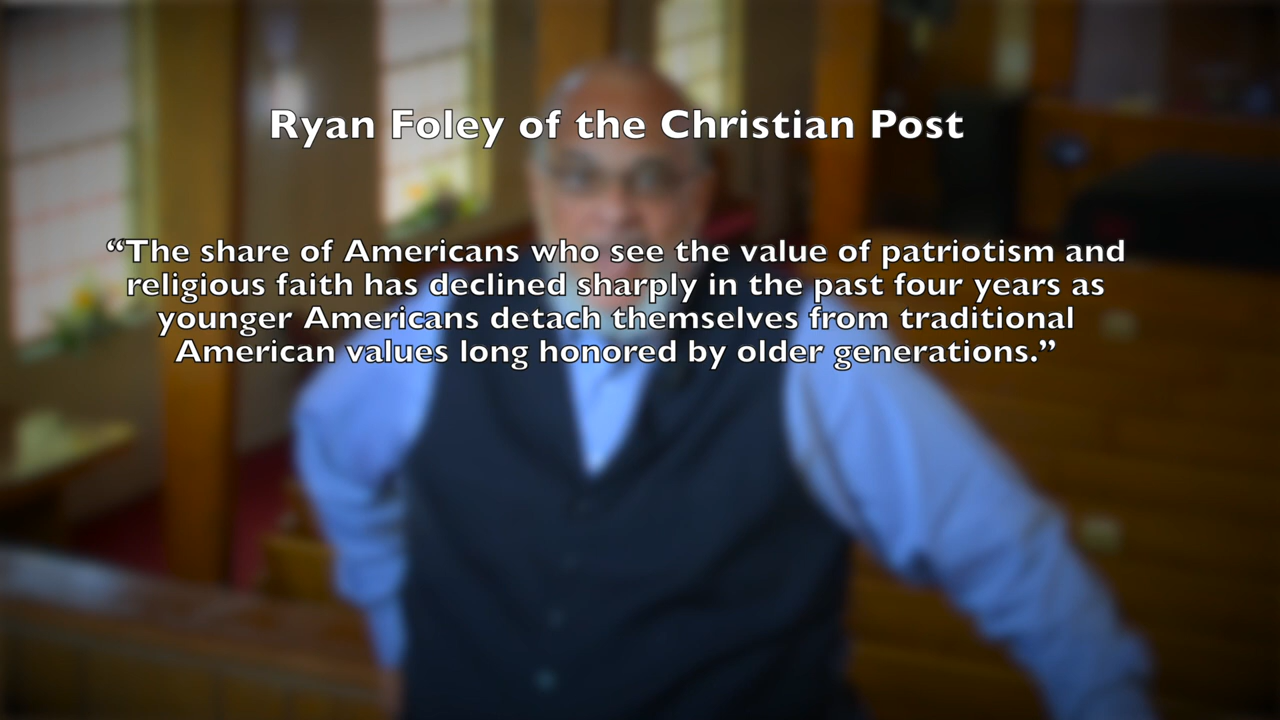 Ryan Foley of the Christian Post
“The share of Americans who see the value of patriotism and
religious faith has declined sharply in the past four years as
younger Americans detach themselves from traditional
American values long honored by older generations.”